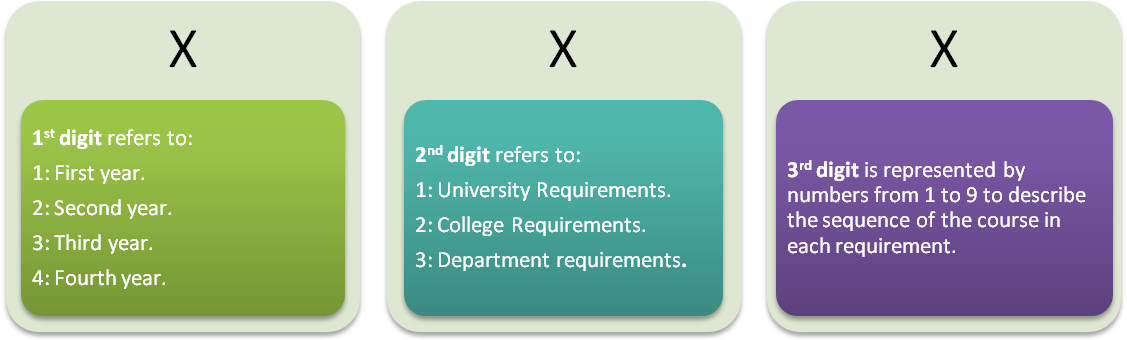 X
1st digit refers to:
1: First year.
2: Second year.
3: Third year.
4: Fourth year.
X
2nd digit refers to:
1: University Requirements.
2: College Requirements.
3: Department requirements.
X
3rd digit is represented by
numbers from 1 to 9 to describe
the sequence of the course in
each requirement.